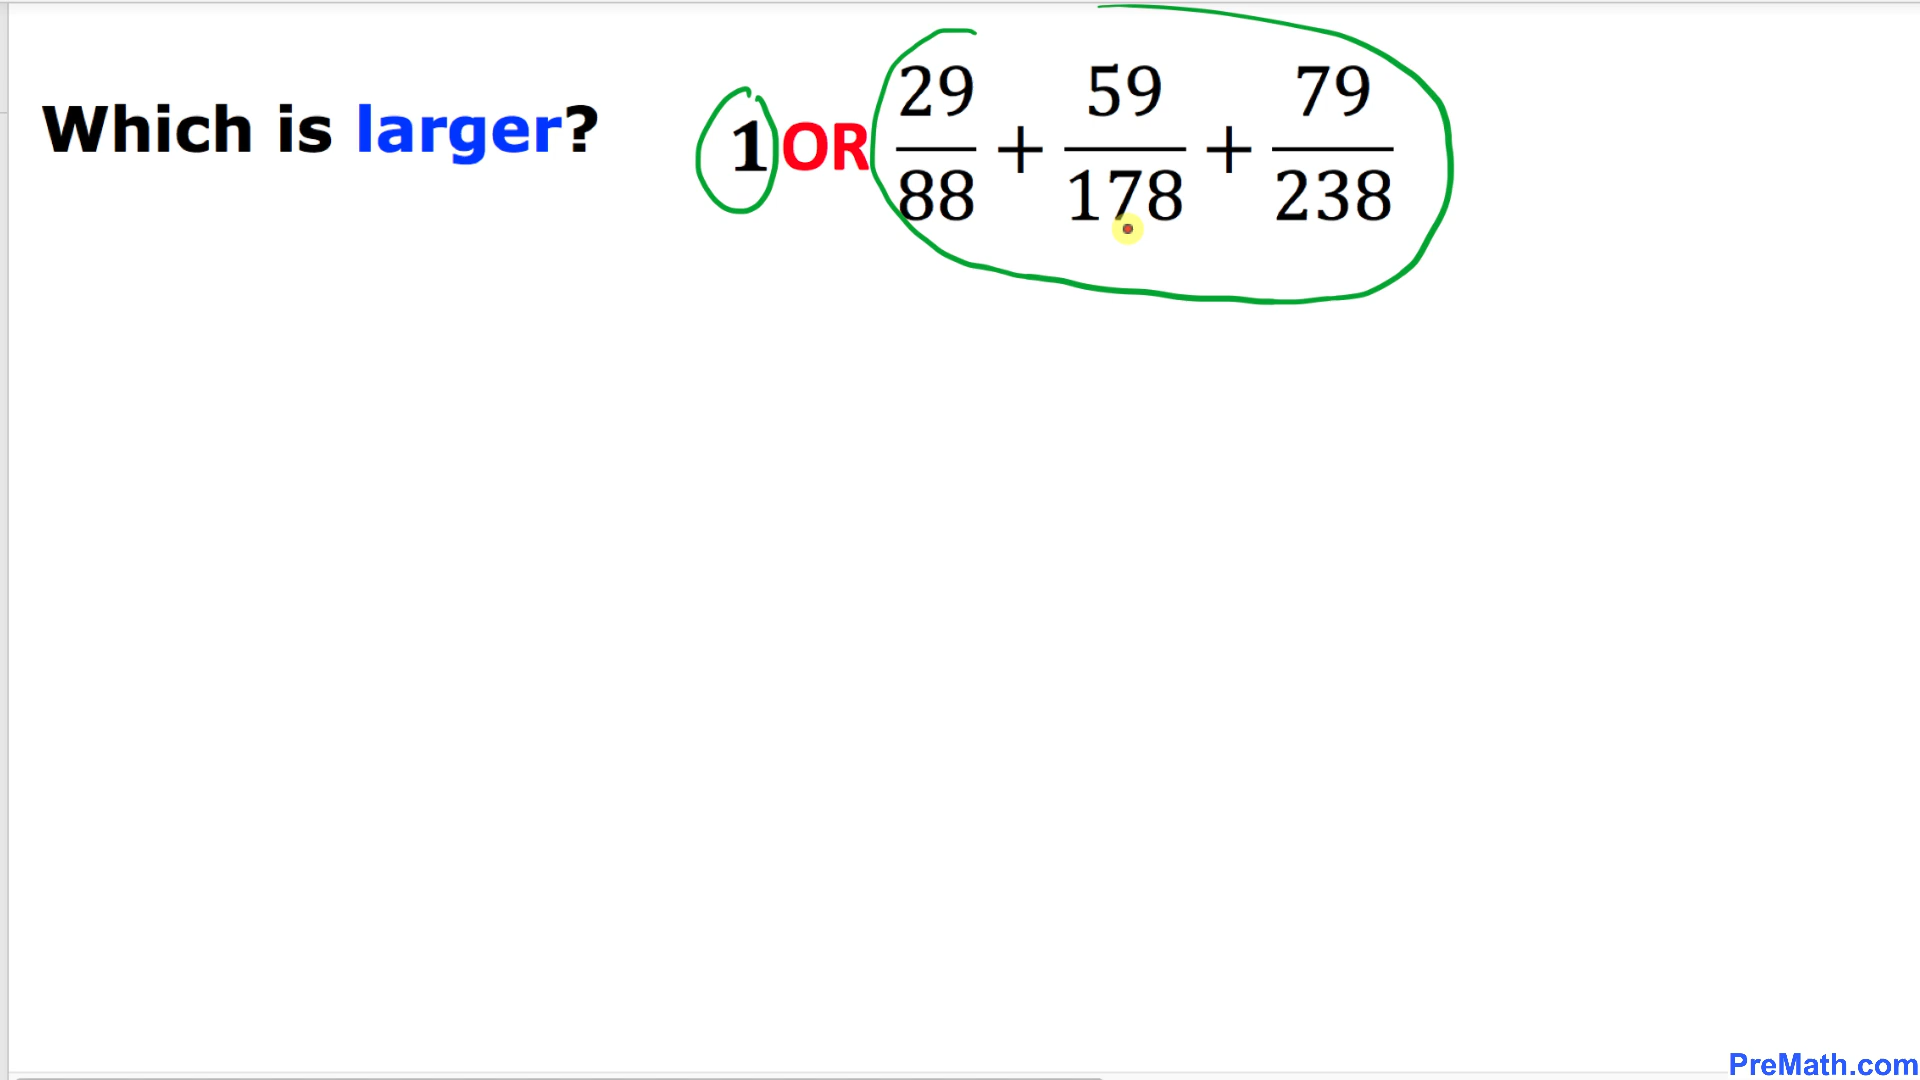 Which is larger? 1 OR 29/88 + 59/178 + 79/238
PreMath.com